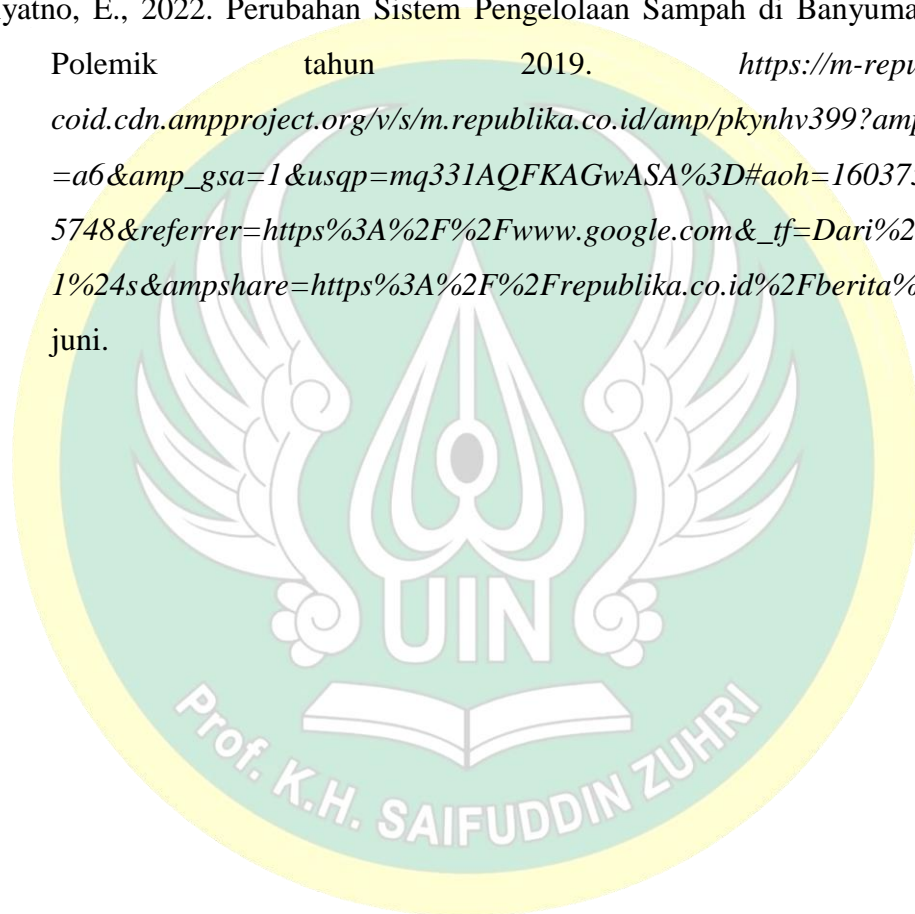 yatno, E., 2022. Perubahan Sistem Pengelolaan Sampah di Banyuma
Polemik tahun 2019. https://m-repu
coid.cdn.ampproject.org/v/s/m.republika.co.id/amp/pkynhv399?amp
=a6&amp_gsa=1&usqp=mq331AQFKAGwASA%3D#aoh=160373
5748&referrer=https%3A%2F%2Fwww.google.com&_tf=Dari%2
1%24s&ampshare=https%3A%2F%2Frepublika.co.id%2Fberita%
juni.
UIN
Prof. K.H. SAIFUDDIN ZUHRI